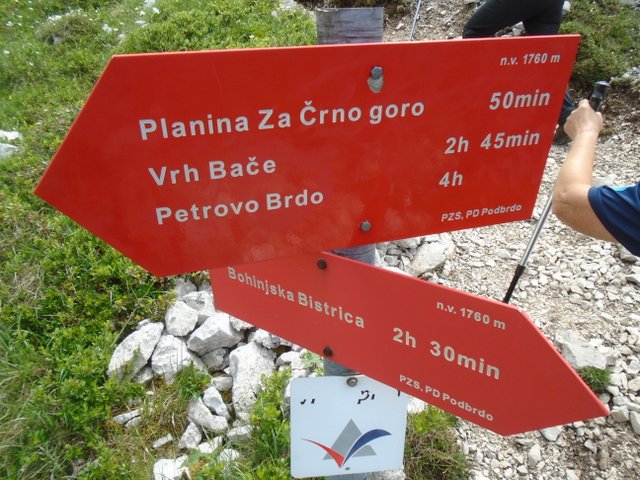 n.v. 1760 m
Planina Za Črno goro 50min
Vrh Bače 2h 45min
Petrovo Brdo 4h
PZS, PD Podbrdo
n.v. 1760 m
Bohinjska Bistrica 2h 30min
PZS, PD Podbrdo